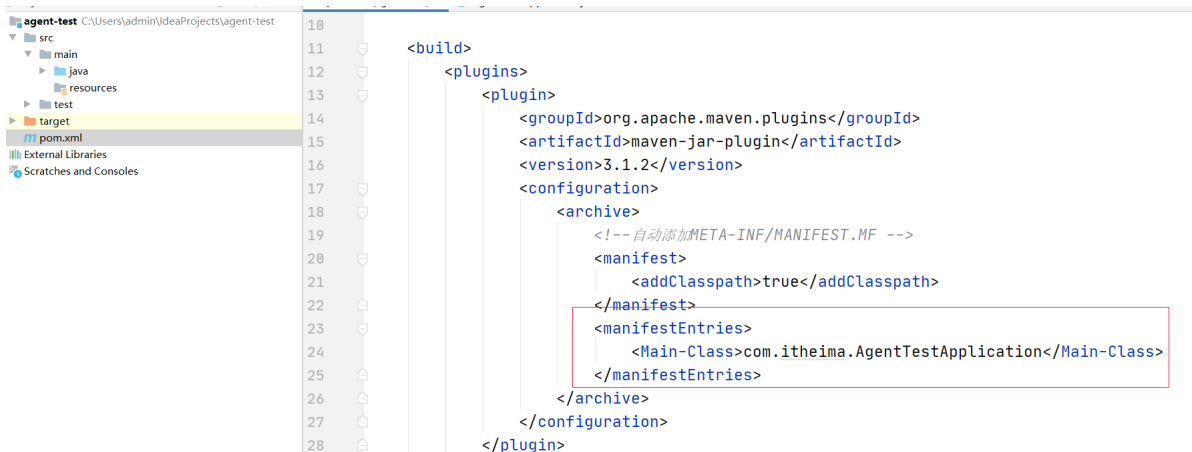 agent-test C:\Users\admin\IdeaProjects\agent-test
src
main
java
resources
test
target
pom.xml
External Libraries
Scratches and Consoles
10
11 <build>
12 <plugins>
13 <plugin>
14 <groupId>org.apache.maven.plugins</groupId>
15 <artifactId>maven-jar-plugin</artifactId>
16 <version>3.1.2</version>
17 <configuration>
18 <archive>
19 <!--自动添加META-INF/MANIFEST.MF -->
20 <manifest>
21 <addClasspath>true</addClasspath>
22 </manifest>
23 <manifestEntries>
24 <Main-Class>com.itheima.AgentTestApplication</Main-Class>
25 </manifestEntries>
26 </archive>
27 </configuration>
28 </plugin>